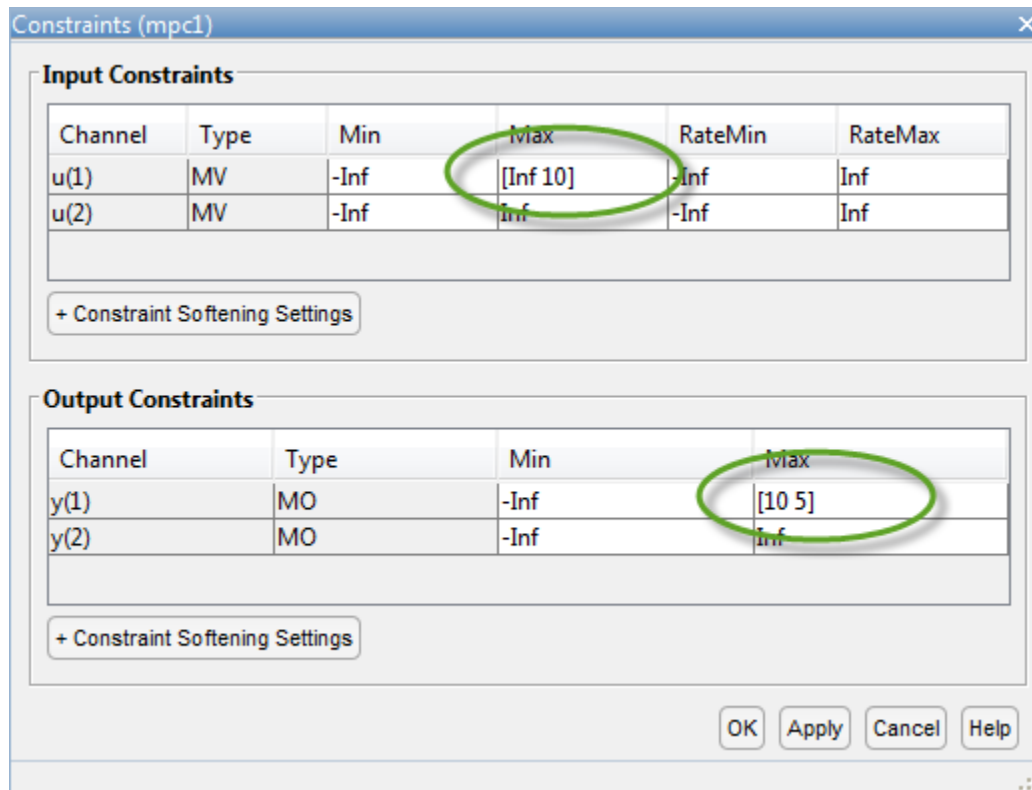 Constraints (mpc1)
Input Constraints
Channel Type Min Max RateMin RateMax
u(1) MV -Inf [Inf 10] -Inf Inf
u(2) MV -Inf Inf -Inf Inf
+ Constraint Softening Settings
Output Constraints
Channel Type Min Max
y(1) MO -Inf [10 5]
y(2) MO -Inf Inf
+ Constraint Softening Settings
OK Apply Cancel Help